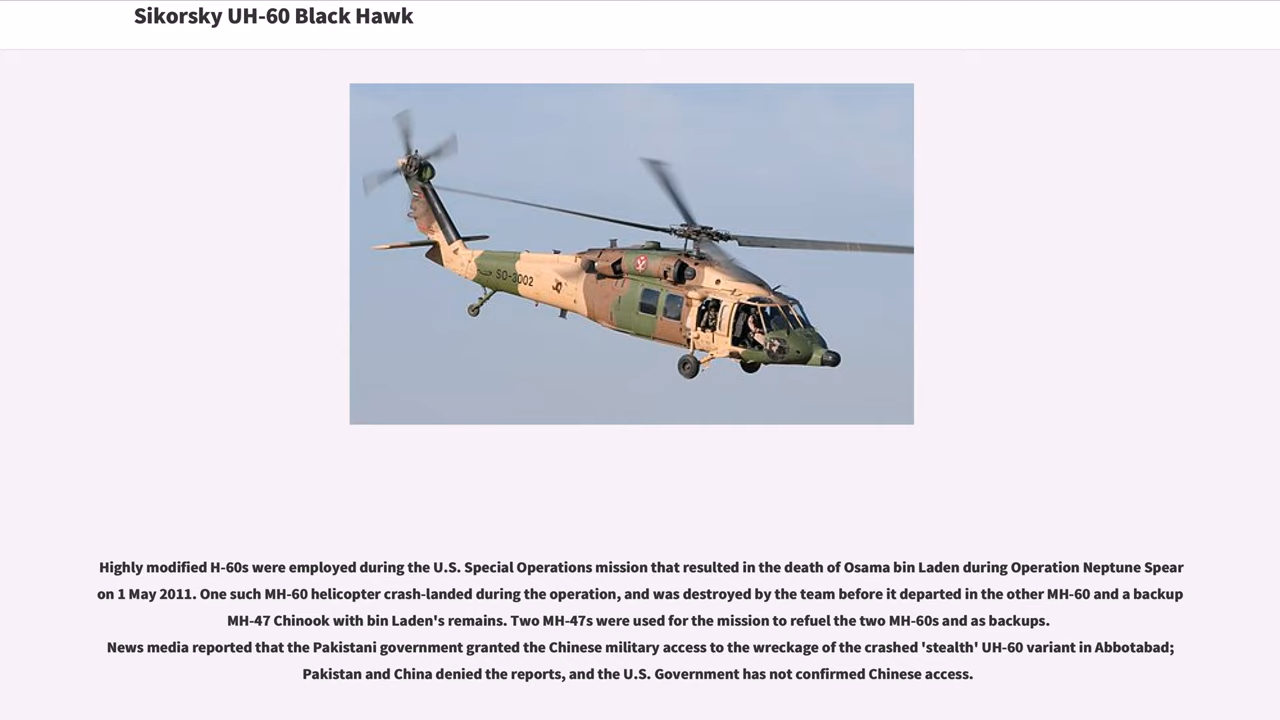 Sikorsky UH-60 Black Hawk
SO-3002
Highly modified H-60s were employed during the U.S. Special Operations mission that resulted in the death of Osama bin Laden during Operation Neptune Spear
on 1 May 2011. One such MH-60 helicopter crash-landed during the operation, and was destroyed by the team before it departed in the other MH-60 and a backup
MH-47 Chinook with bin Laden's remains. Two MH-47s were used for the mission to refuel the two MH-60s and as backups.
News media reported that the Pakistani government granted the Chinese military access to the wreckage of the crashed 'stealth' UH-60 variant in Abbotabad;
Pakistan and China denied the reports, and the U.S. Government has not confirmed Chinese access.